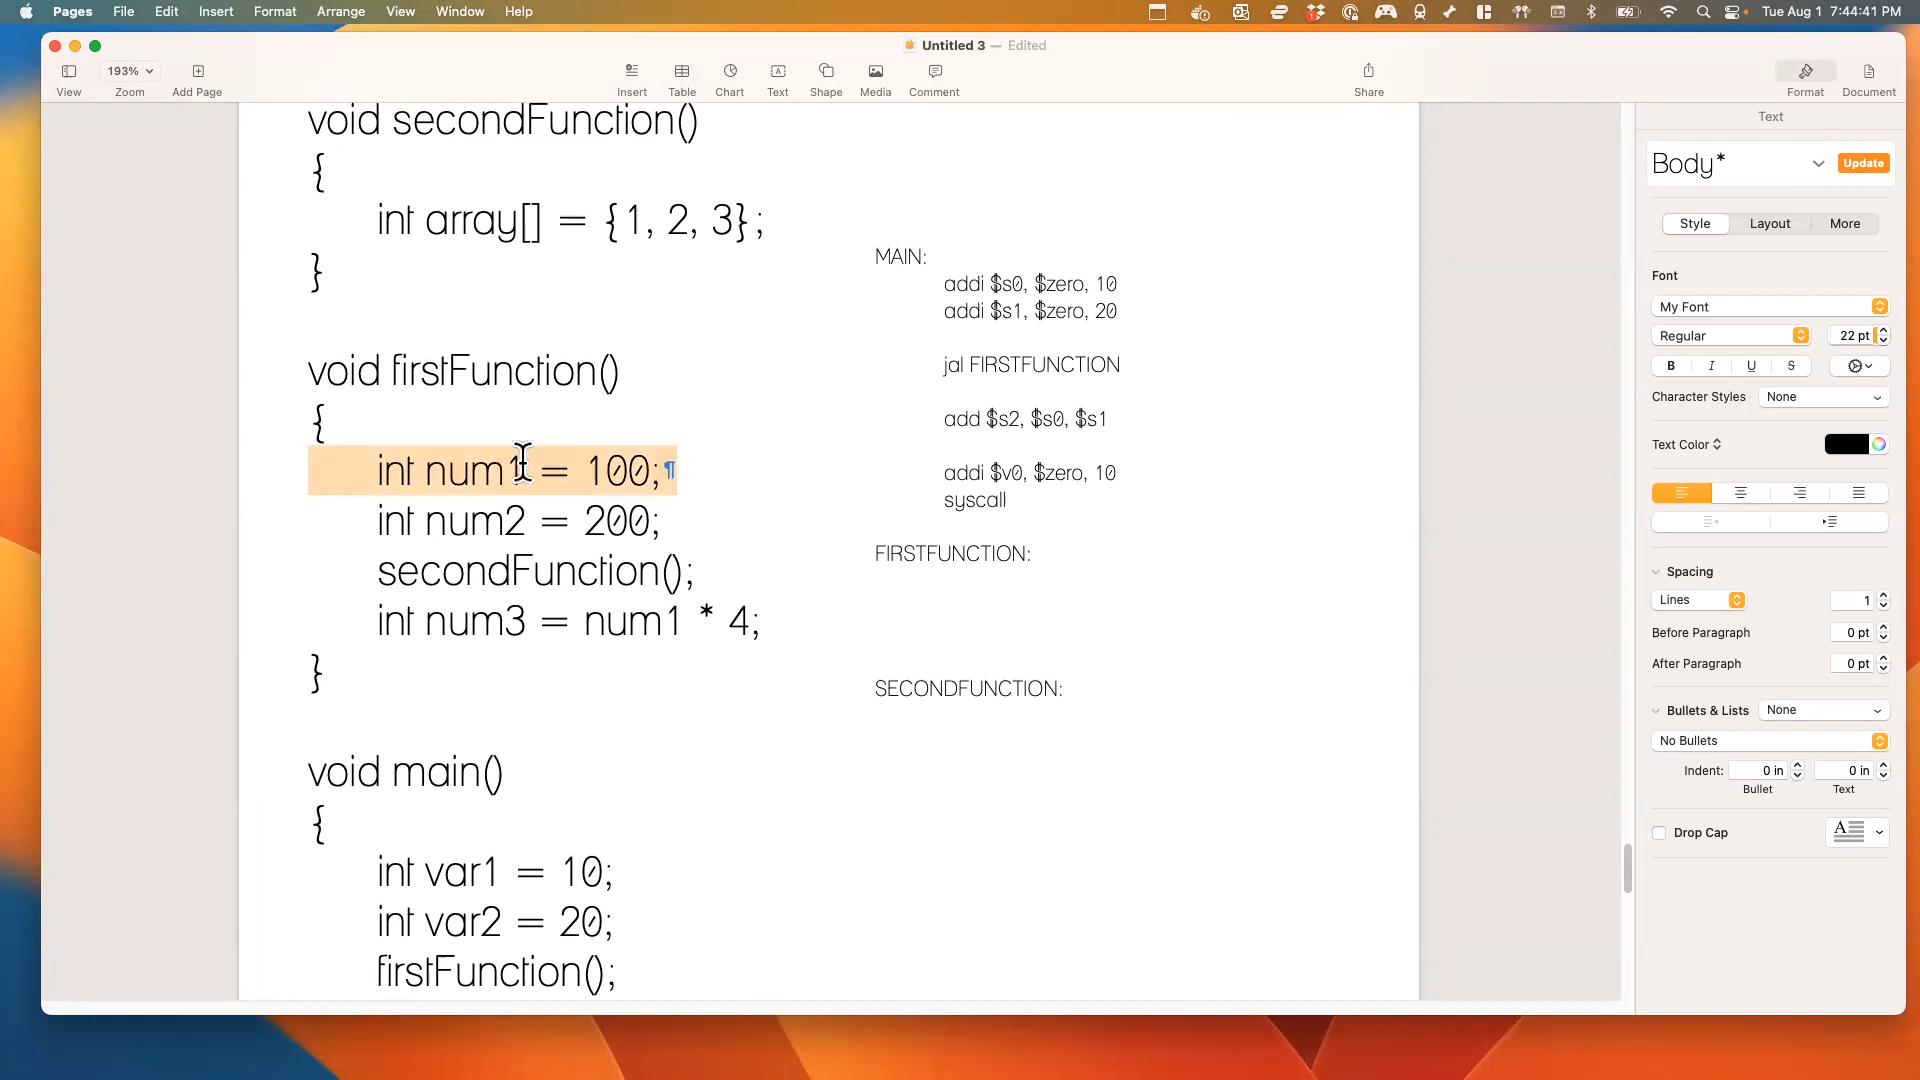 Pages File Edit Insert Format Arrange View Window Help
Tue Aug 1 7:44:41 PM
Untitled 3 — Edited
193%
View Zoom Add Page
Insert Table Chart Text Shape Media Comment
Share
Format Document
void secondFunction()
{
int array[] = {1, 2, 3};
}
void firstFunction()
{
int num1 = 100;¶
int num2 = 200;
secondFunction();
int num3 = num1 * 4;
}
void main()
{
int var1 = 10;
int var2 = 20;
firstFunction();
MAIN:
addi $s0, $zero, 10
addi $s1, $zero, 20
jal FIRSTFUNCTION
add $s2, $s0, $s1
addi $v0, $zero, 10
syscall
FIRSTFUNCTION:
SECONDFUNCTION:
Text
Body*
Update
Style Layout More
Font
My Font
Regular 22 pt
B I U S
Character Styles None
Text Color
Spacing
Lines 1
Before Paragraph 0 pt
After Paragraph 0 pt
Bullets & Lists None
No Bullets
Indent: 0 in 0 in
Bullet Text
Drop Cap
A